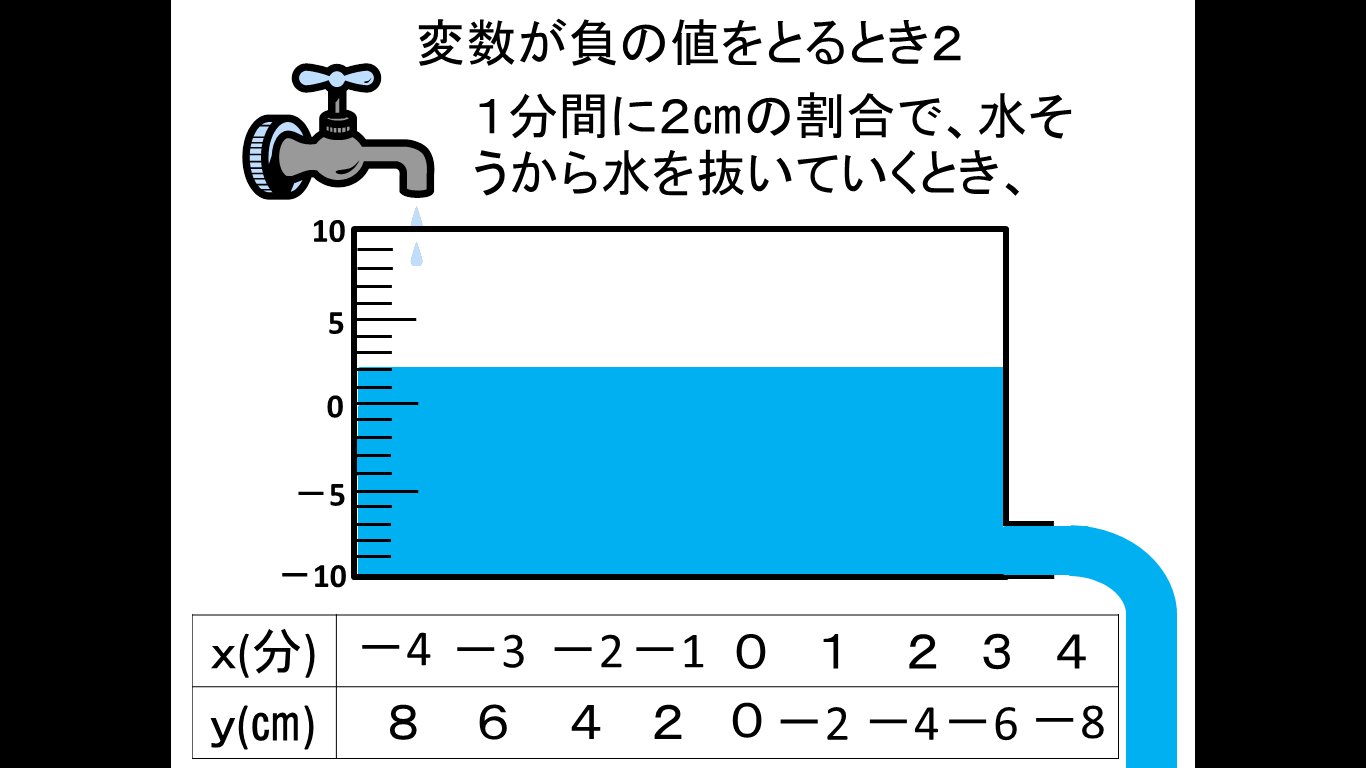 変数が負の値をとるとき２
１分間に２㎝の割合で、水そ
うから水を抜いていくとき、
10
5
0
－5
－10
x(分) －4 －3 －2 －1 0 1 2 3 4
y(㎝) 8 6 4 2 0 －2 －4 －6 －8